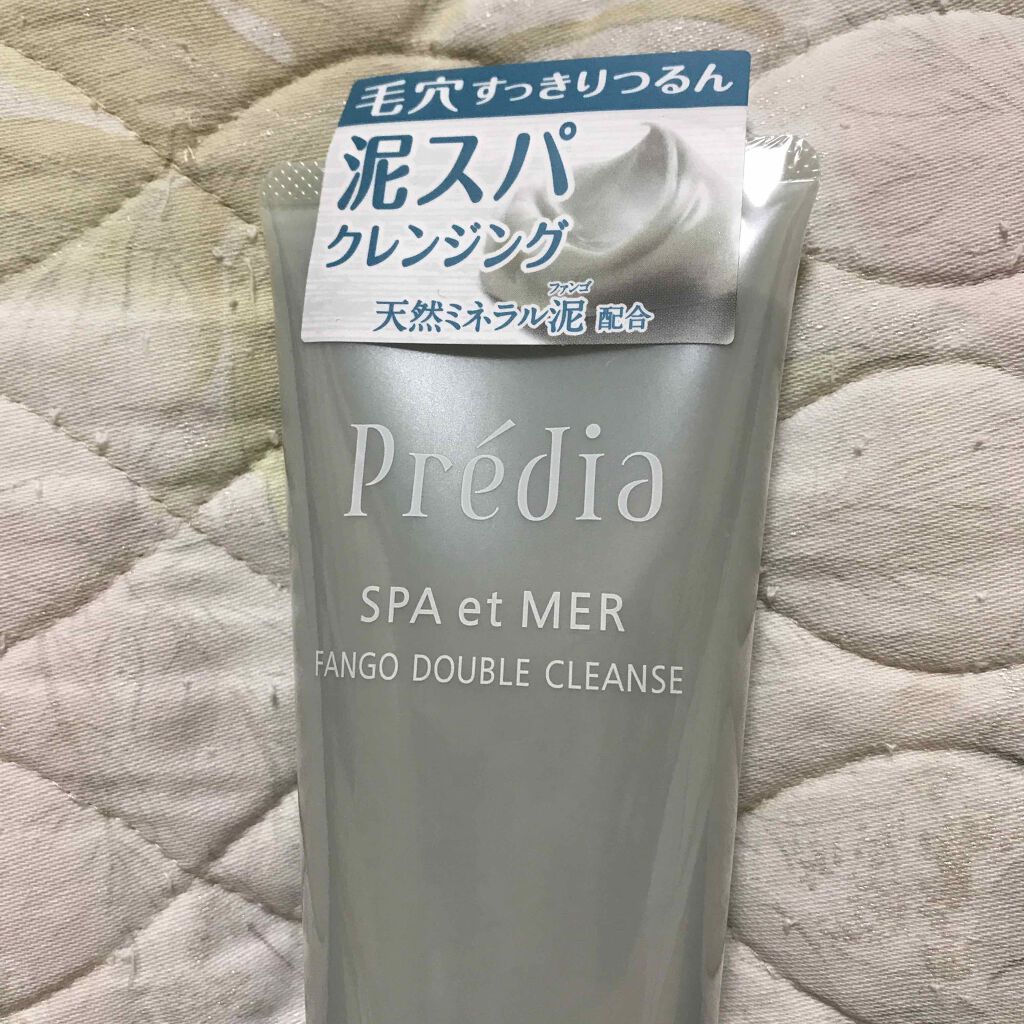 毛穴すっきりつるん
泥スパ
クレンジング
ファンゴ
天然ミネラル泥 配合
Prédia
SPA et MER
FANGO DOUBLE CLEANSE